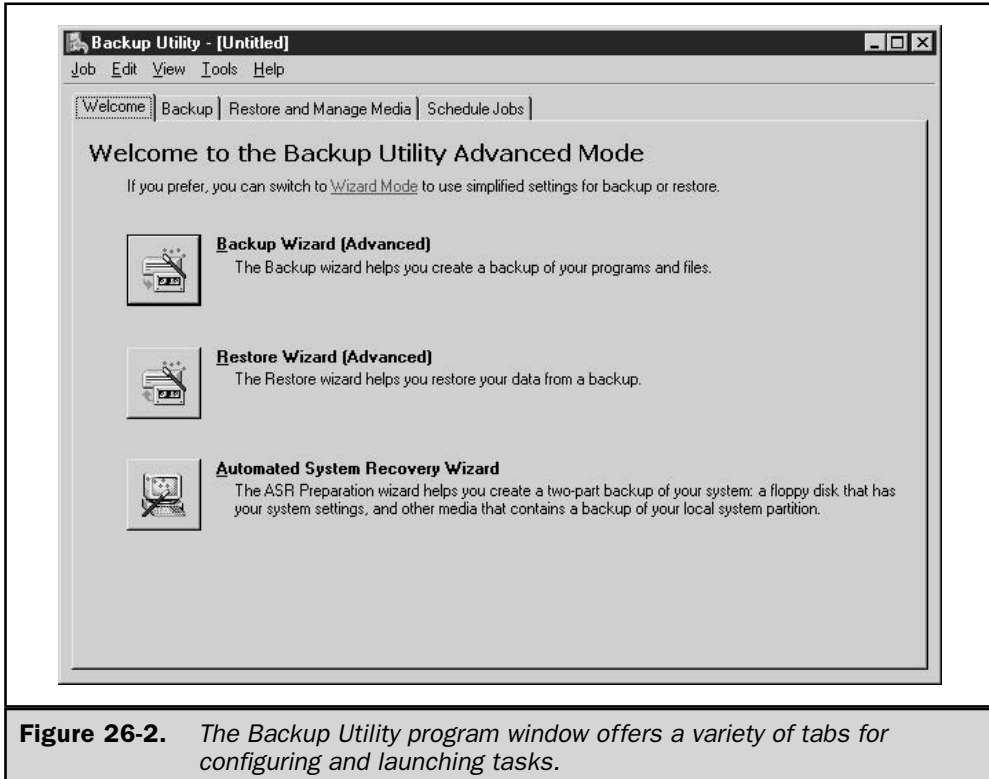 Backup Utility - [Untitled]
Job Edit View Tools Help
Welcome Backup Restore and Manage Media Schedule Jobs
Welcome to the Backup Utility Advanced Mode
If you prefer, you can switch to Wizard Mode to use simplified settings for backup or restore.
Backup Wizard (Advanced)
The Backup wizard helps you create a backup of your programs and files.
Restore Wizard (Advanced)
The Restore wizard helps you restore your data from a backup.
Automated System Recovery Wizard
The ASR Preparation wizard helps you create a two-part backup of your system: a floppy disk that has
your system settings, and other media that contains a backup of your local system partition.
Figure 26-2. The Backup Utility program window offers a variety of tabs for
configuring and launching tasks.